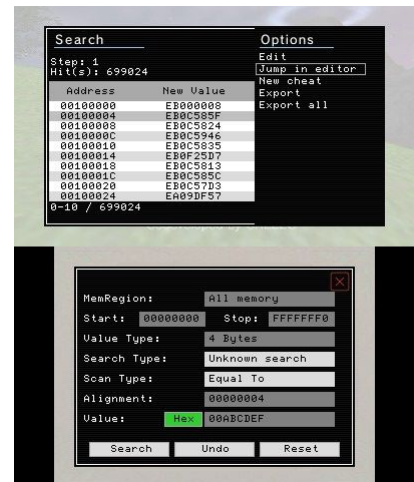 Search
Options
Step: 1
Hit(s): 699024
Edit
Jump in editor
New cheat
Export
Export all
Address New Value
00100000 EB000008
00100004 EB0C585F
00100008 EB0C5824
0010000C EB0C5946
00100010 EB0C5835
00100014 EB0F25D7
00100018 EB0C5813
0010001C EB0C585C
00100020 EB0C57D3
00100024 EA09DF57
0-10 / 699024
MemRegion: All memory
Start: 00000000 Stop: FFFFFFF0
Value Type: 4 Bytes
Search Type: Unknown search
Scan Type: Equal To
Alignment: 00000004
Value: Hex 00ABCDEF
Search Undo Reset